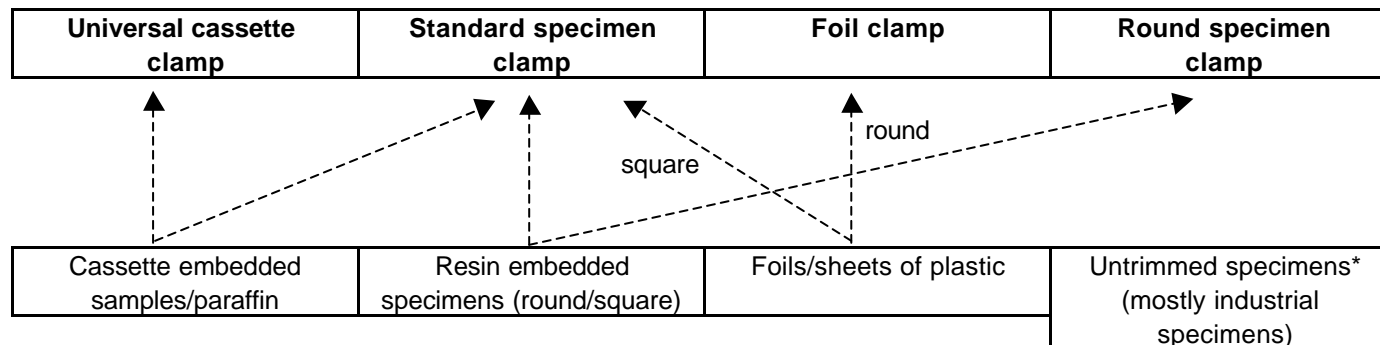 Universal cassette
clamp
Standard specimen
clamp
Foil clamp
Round specimen
clamp
round
square
Cassette embedded
samples/paraffin
Resin embedded
specimens (round/square)
Foils/sheets of plastic
Untrimmed specimens*
(mostly industrial
specimens)